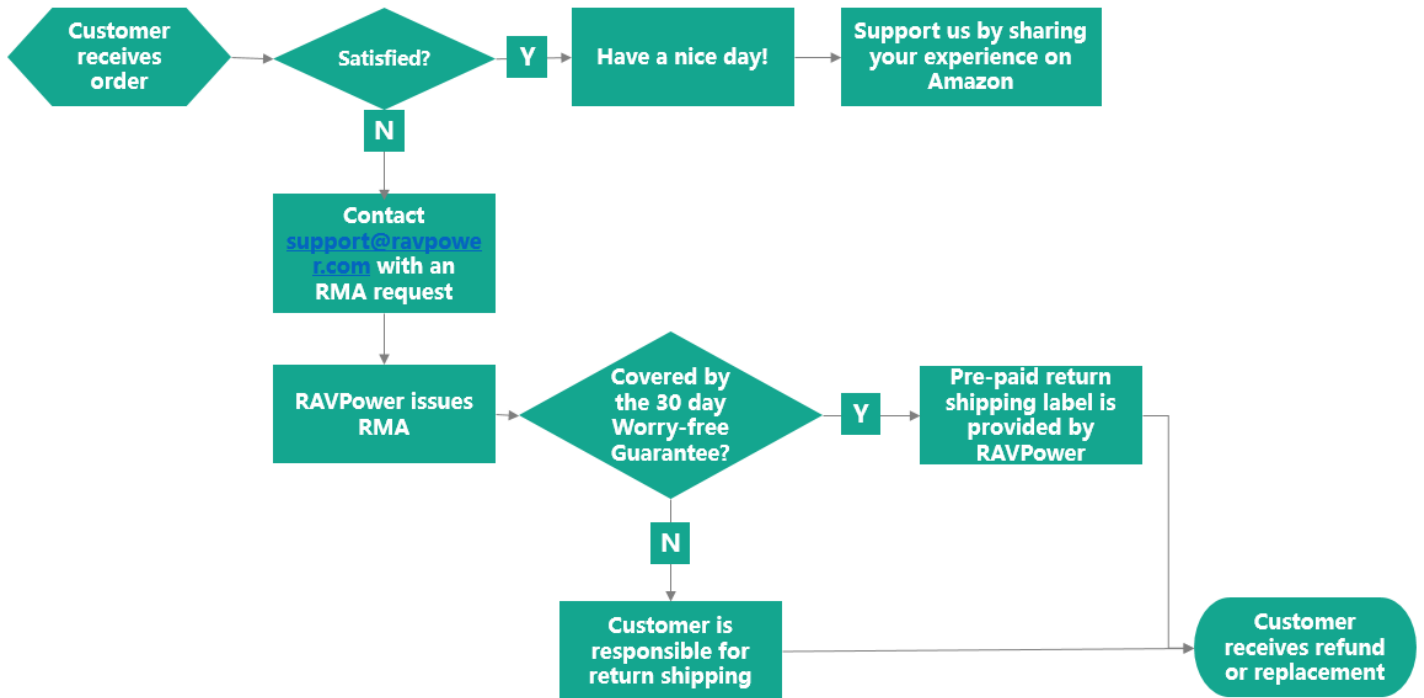 Customer
receives
order
Satisfied?
Y
Have a nice day!
Support us by sharing
your experience on
Amazon
N
Contact
support@ravpowe
r.com with an
RMA request
RAVPower issues
RMA
Covered by
the 30 day
Worry-free
Guarantee?
Y
Pre-paid return
shipping label is
provided by
RAVPower
N
Customer is
responsible for
return shipping
Customer
receives refund
or replacement